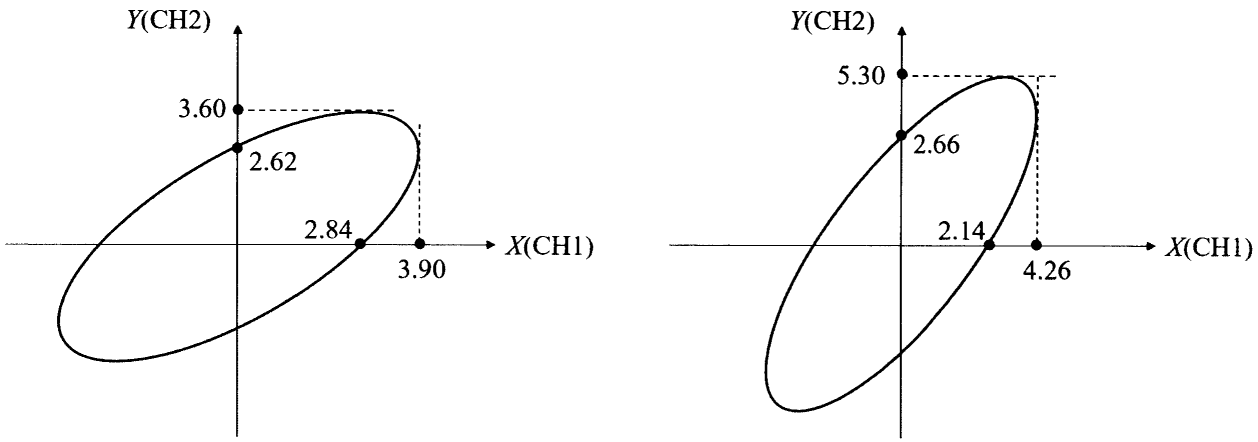 Y(CH2)
3.60
2.62
2.84
X(CH1)
3.90
Y(CH2)
5.30
2.66
2.14
X(CH1)
4.26